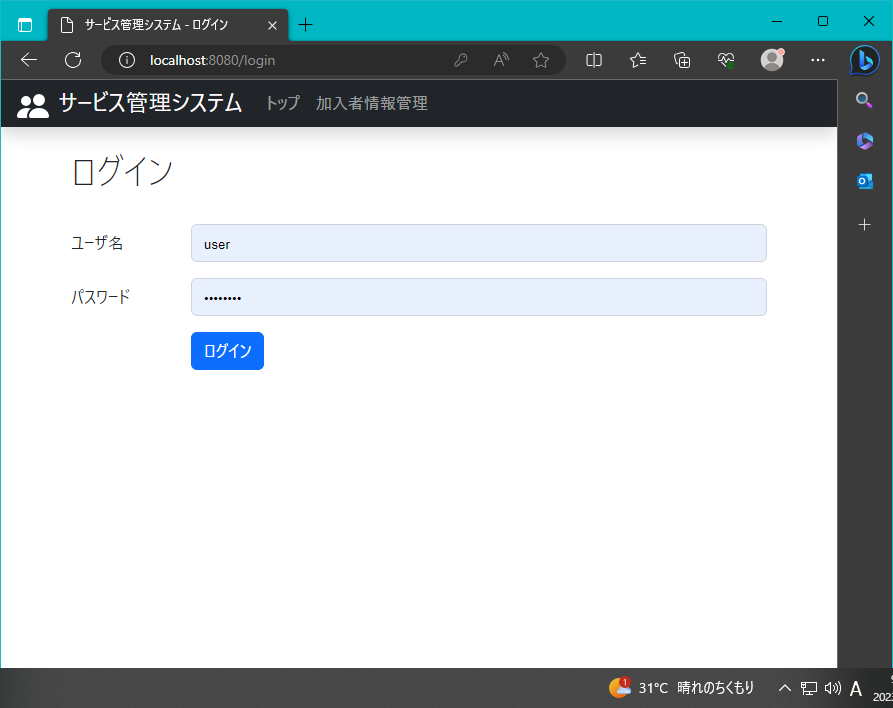 サービス管理システム - ログイン
localhost:8080/login
サービス管理システム トップ 加入者情報管理
ログイン
ユーザ名 user
パスワード ••••••••
ログイン
1 31°C 晴れのちくもり A
2023